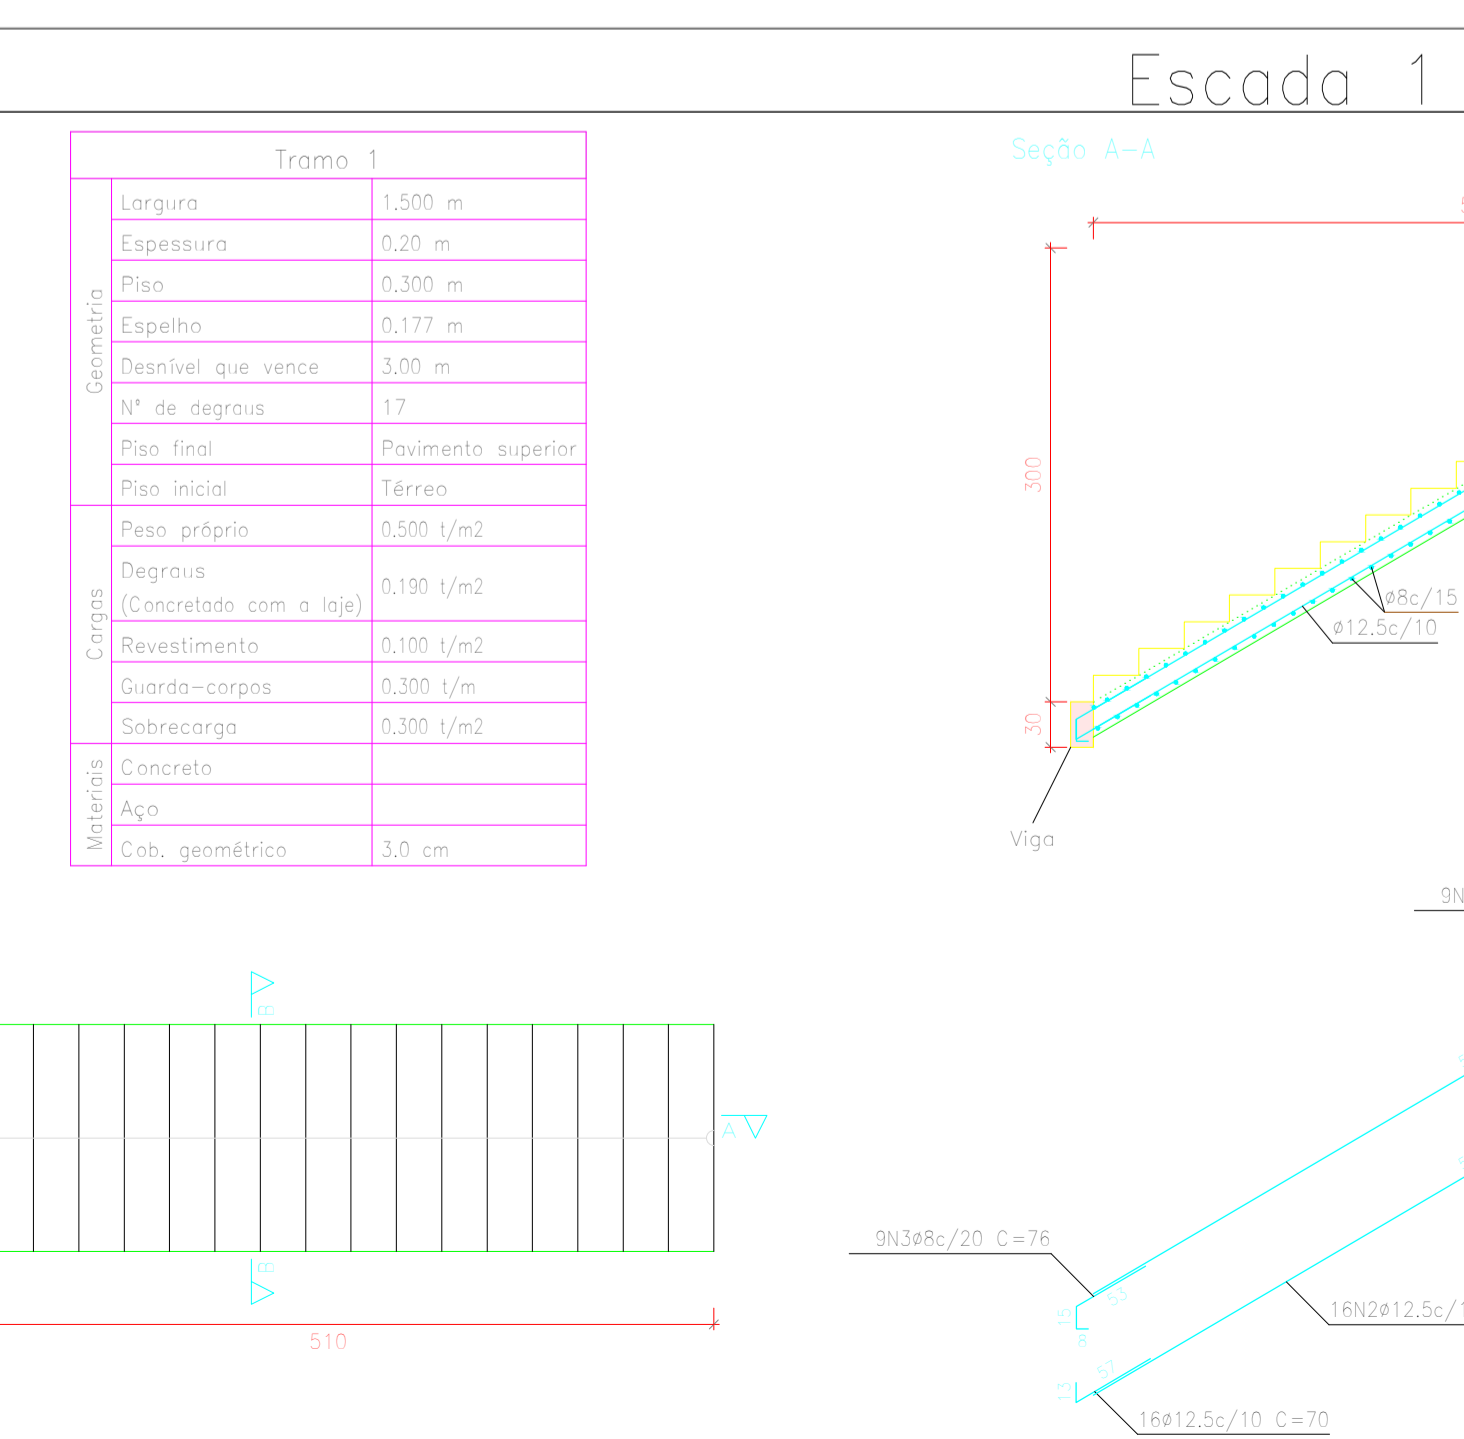 Escada 1
Tramo 1
Geometria
Largura 1.500 m
Espessura 0.20 m
Piso 0.300 m
Espelho 0.177 m
Desnível que vence 3.00 m
N° de degraus 17
Piso final Pavimento superior
Piso inicial Térreo
Cargas
Peso próprio 0.500 t/m2
Degraus
(Concretado com a laje) 0.190 t/m2
Revestimento 0.100 t/m2
Guarda-corpos 0.300 t/m
Sobrecarga 0.300 t/m2
Materiais
Concreto
Aço
Cob. geométrico 3.0 cm
Seção A-A
300
30
ø8c/15
ø12.5c/10
Viga
9N
B
A
B
510
9N3ø8c/20 C=76
53
15
8
16N2ø12.5c/1
57
13
16ø12.5c/10 C=70